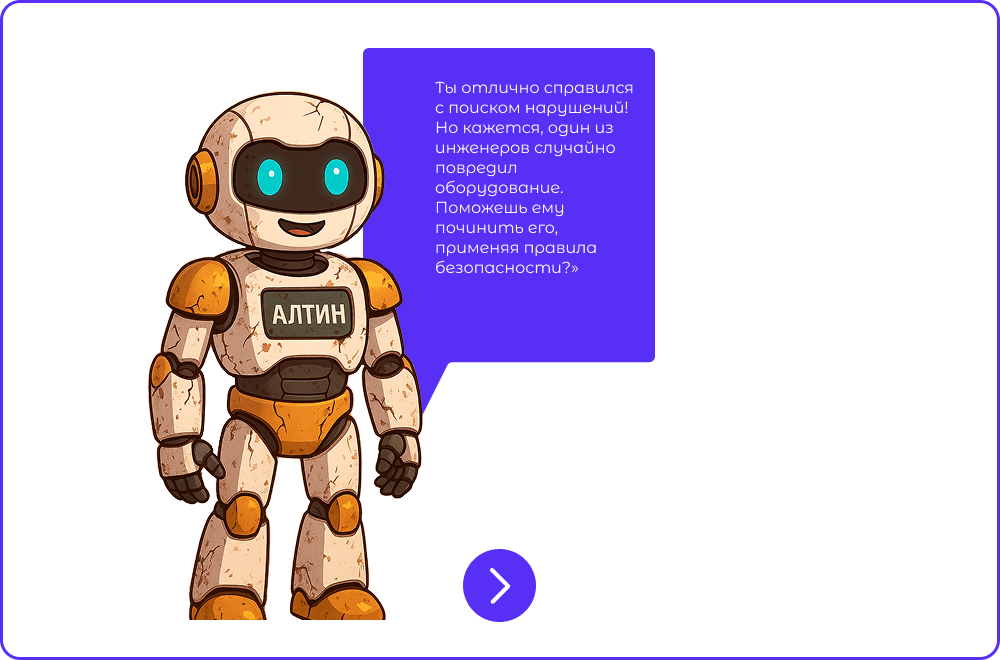 Ты отлично справился
с поиском нарушений!
Но кажется, один из
инженеров случайно
повредил
оборудование.
Поможешь ему
починить его,
применяя правила
безопасности?»
АЛТИН